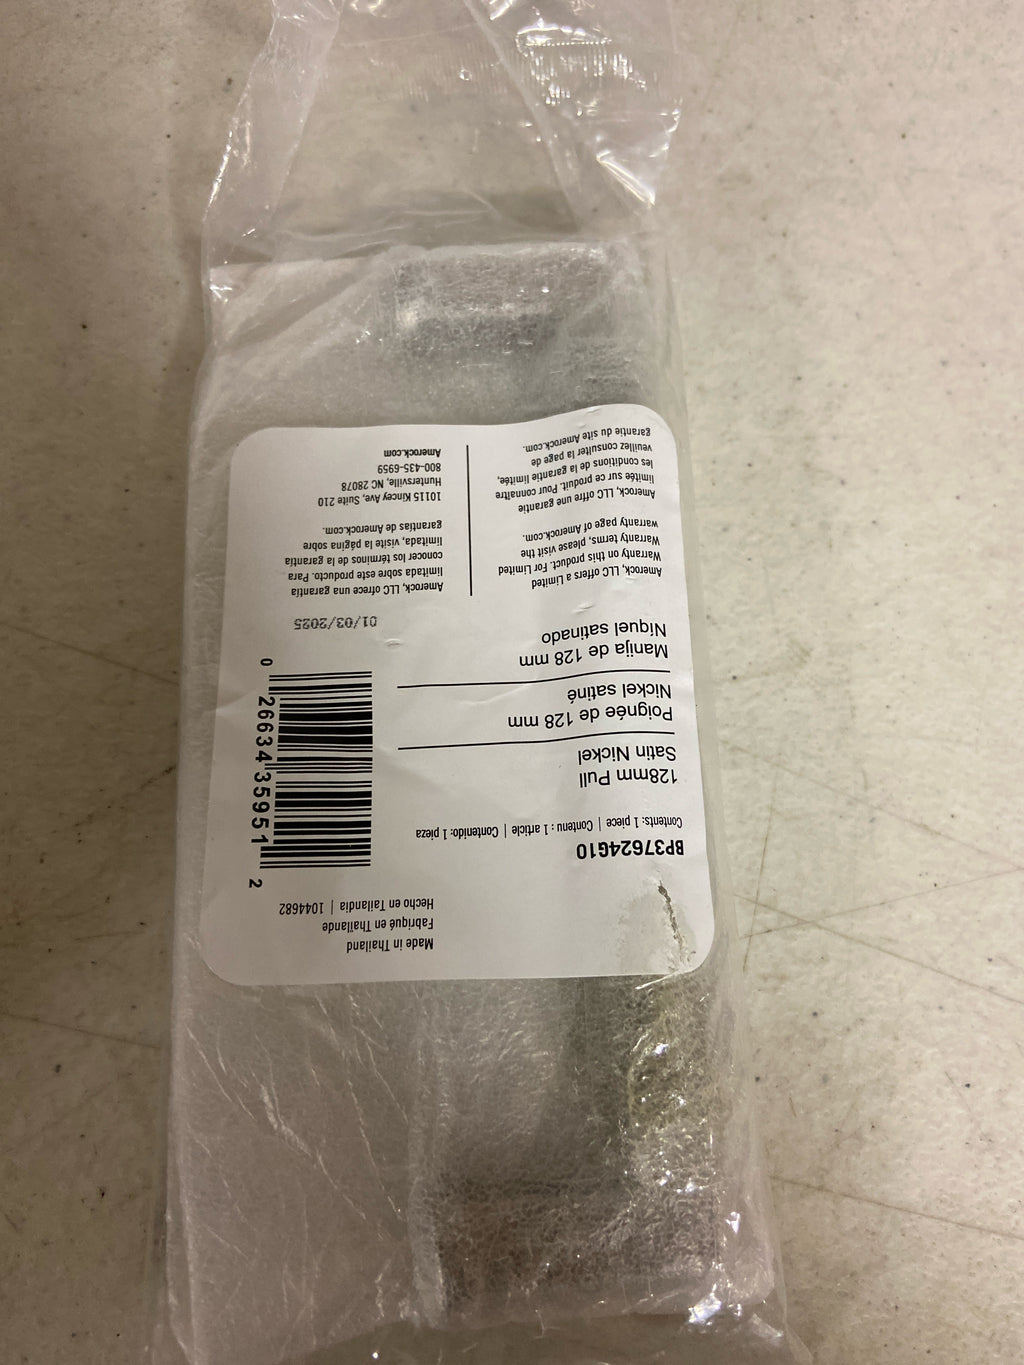 Made in Thailand
Fabriqué en Thaïlande
Hecho en Tailandia | 1044682
BP37624G10
Contents: 1 piece | Contenu : 1 article | Contenido: 1 pieza
128mm Pull
Satin Nickel
Poignée de 128 mm
Nickel satiné
Manija de 128 mm
Níquel satinado
0 26634 35951 2
01/03/2025
Amerock, LLC offers a Limited
Warranty on this product. For Limited
Warranty terms, please visit the
warranty page of Amerock.com.
Amerock, LLC offre une garantie
limitée sur ce produit. Pour connaître
les conditions de la garantie limitée,
veuillez consulter la page de
garantie du site Amerock.com.
Amerock, LLC ofrece una garantía
limitada sobre este producto. Para
conocer los términos de la garantía
limitada, visite la página sobre
garantías de Amerock.com.
10115 Kincey Ave, Suite 210
Huntersville, NC 28078
800-435-6959
Amerock.com